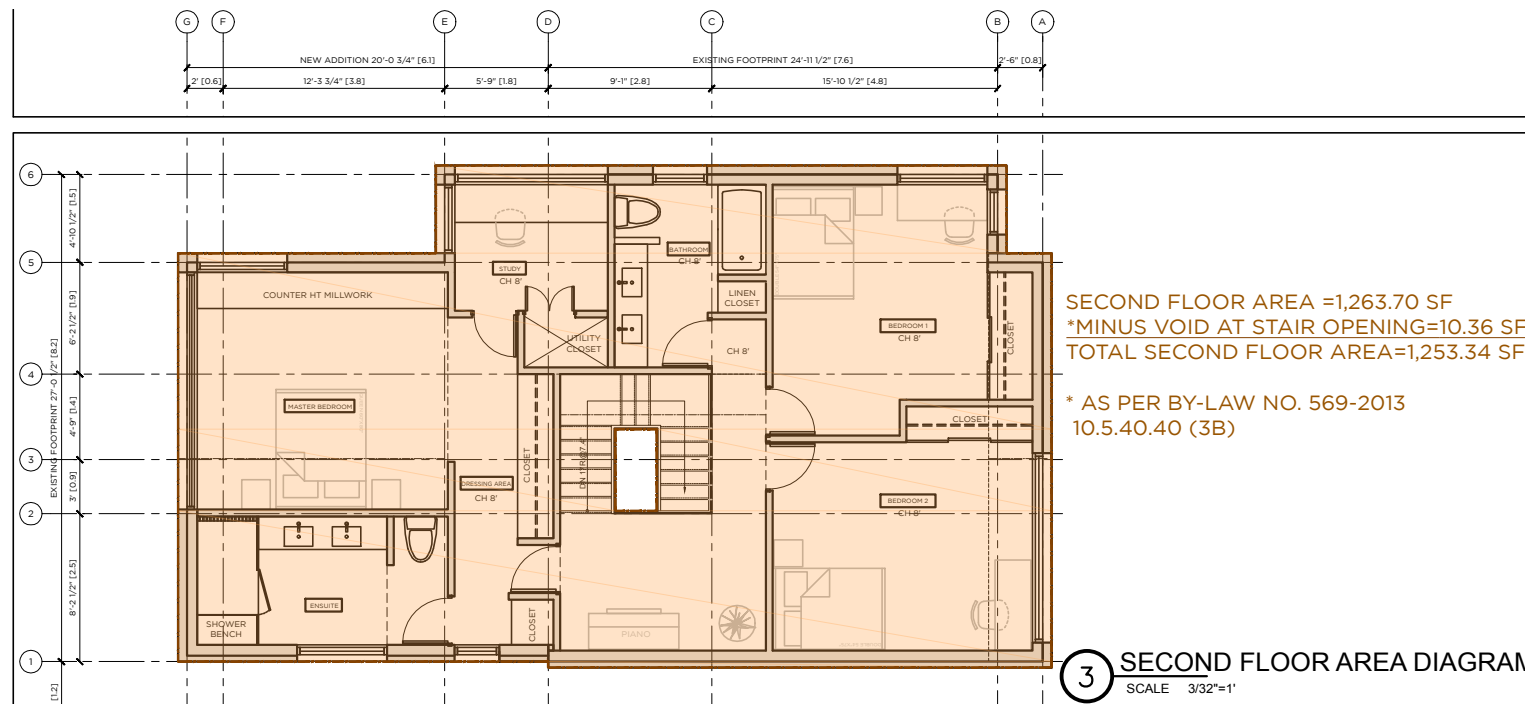 G F E D C B A
NEW ADDITION 20'-0 3/4" [6.1]
EXISTING FOOTPRINT 24'-11 1/2" [7.6]
2'-6" [0.8]
2' [0.6]
12'-3 3/4" [3.8]
5'-9" [1.8]
9'-1" [2.8]
15'-10 1/2" [4.8]
6
5
4
3
2
1
4'-10 1/2" [1.5]
6'-2 1/2" [1.9]
4'-9" [1.4]
3' [0.9]
8'-2 1/2" [2.5]
[1.2]
EXISTING FOOTPRINT 27'-0 1/2" [8.2]
COUNTER HT MILLWORK
STUDY
CH 8'
BATHROOM
CH 8'
LINEN
CLOSET
UTILITY
CLOSET
CH 8'
BEDROOM 1
CH 8'
CLOSET
MASTER BEDROOM
DRESSING AREA
CH 8'
CLOSET
DN 17R@7.4"
CLOSET
BEDROOM 2
CH 8'
ENSUITE
SHOWER
BENCH
CLOSET
PIANO
SECOND FLOOR AREA =1,263.70 SF
*MINUS VOID AT STAIR OPENING=10.36 SF
TOTAL SECOND FLOOR AREA=1,253.34 SF
* AS PER BY-LAW NO. 569-2013
10.5.40.40 (3B)
3
SECOND FLOOR AREA DIAGRAM
SCALE 3/32"=1'